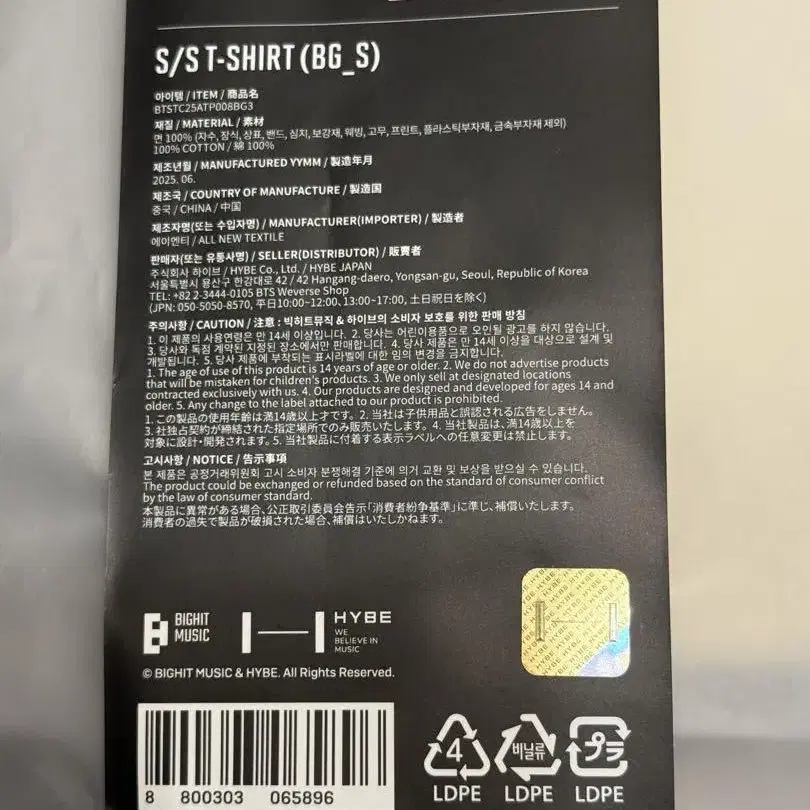 S/S T-SHIRT (BG_S)
아이템 / ITEM / 商品名
BTSTC25ATP008BG3
재질 / MATERIAL / 素材
면 100% (자수, 장식, 상표, 밴드, 심지, 보강재, 웨빙, 고무, 프린트, 플라스틱부자재, 금속부자재 제외)
100% COTTON / 綿 100%
제조년월 / MANUFACTURED YYMM / 製造年月
2025. 06.
제조국 / COUNTRY OF MANUFACTURE / 製造国
중국 / CHINA / 中国
제조자명(또는 수입자명) / MANUFACTURER(IMPORTER) / 製造者
에이엔티 / ALL NEW TEXTILE
판매자(또는 유통사명) / SELLER(DISTRIBUTOR) / 販売者
주식회사 하이브 / HYBE Co., Ltd. / HYBE JAPAN
서울특별시 용산구 한강대로 42 / 42 Hangang-daero, Yongsan-gu, Seoul, Republic of Korea
TEL: +82 2-3444-0105 BTS Weverse Shop
(JPN: 050-5050-8570, 平日10:00~12:00, 13:00~17:00, 土日祝日を除く)
주의사항 / CAUTION / 注意 : 빅히트뮤직 & 하이브의 소비자 보호를 위한 판매 방침
1. 이 제품의 사용연령은 만 14세 이상입니다. 2. 당사는 어린이용품으로 오인될 광고를 하지 않습니다.
3. 당사와 독점 계약된 지정된 장소에서만 판매합니다. 4. 당사 제품은 만 14세 이상을 대상으로 설계 및
개발됩니다. 5. 당사 제품에 부착되는 표시라벨에 대한 임의 변경을 금지합니다.
1. The age of use of this product is 14 years of age or older. 2. We do not advertise products
that will be mistaken for children's products. 3. We only sell at designated locations
contracted exclusively with us. 4. Our products are designed and developed for ages 14 and
older. 5. Any change to the label attached to our product is prohibited.
1. この製品の使用年齢は満14歳以上です。2. 当社は子供用品と誤認される広告をしません。
3. 社独占契約が締結された指定場所でのみ販売いたします。4. 当社製品は、満14歳以上を
対象に設計・開発されます。5. 当社製品に付着する表示ラベルへの任意変更は禁止します。
고시사항 / NOTICE / 告示事項
본 제품은 공정거래위원회 고시 소비자 분쟁해결 기준에 의거 교환 및 보상을 받으실 수 있습니다.
The product could be exchanged or refunded based on the standard of consumer conflict
by the law of consumer standard.
本製品に異常がある場合、公正取引委員会告示「消費者紛争基準」に準じ、補償いたします。
消費者の過失で製品が破損された場合、補償はいたしかねます。
BIGHIT
MUSIC
HYBE
WE
BELIEVE IN
MUSIC
© BIGHIT MUSIC & HYBE. All Rights Reserved.
8 800303 065896
4
LDPE
비닐류
LDPE
プラ
LDPE